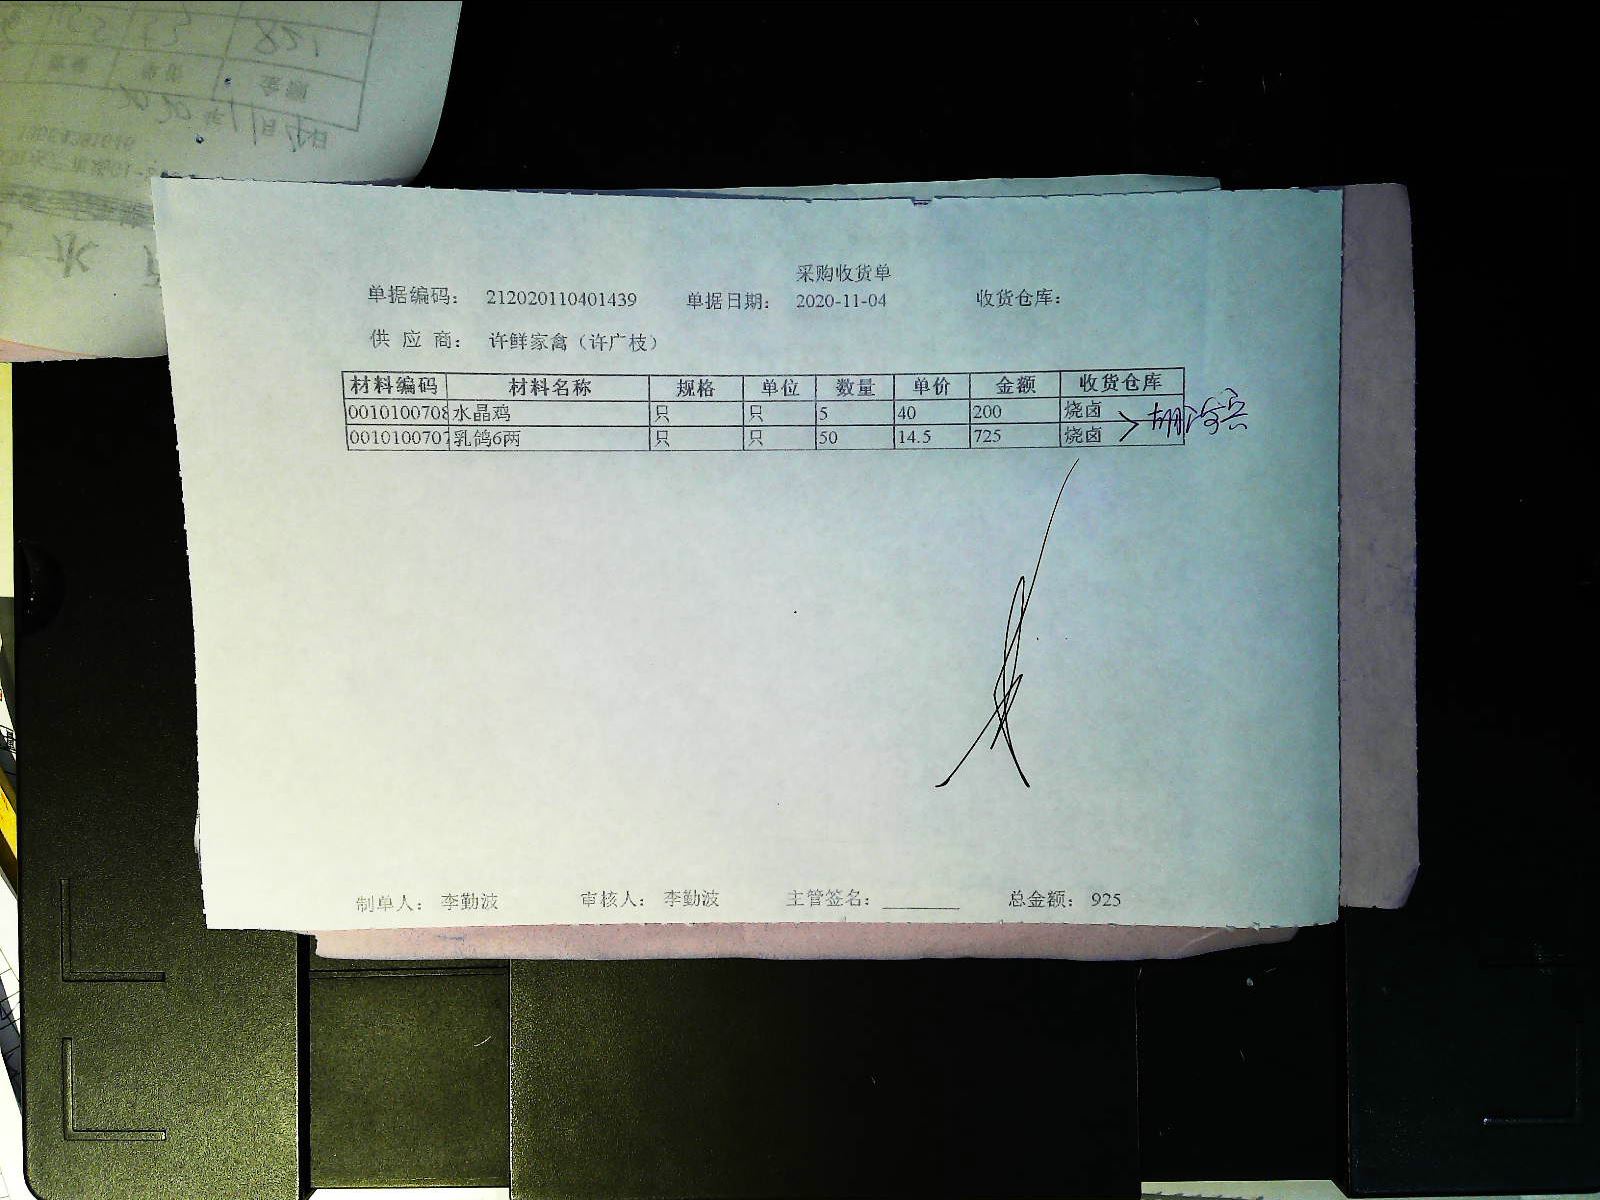 采购收货单
单据编码： 212020110401439 单据日期： 2020-11-04 收货仓库：
供 应 商： 许鲜家禽（许广枝）
材料编码 材料名称 规格 单位 数量 单价 金额 收货仓库
0010100708 水晶鸡 只 只 5 40 200 烧卤
0010100707 乳鸽6两 只 只 50 14.5 725 烧卤
制单人： 李勤波 审核人： 李勤波 主管签名： 总金额： 925